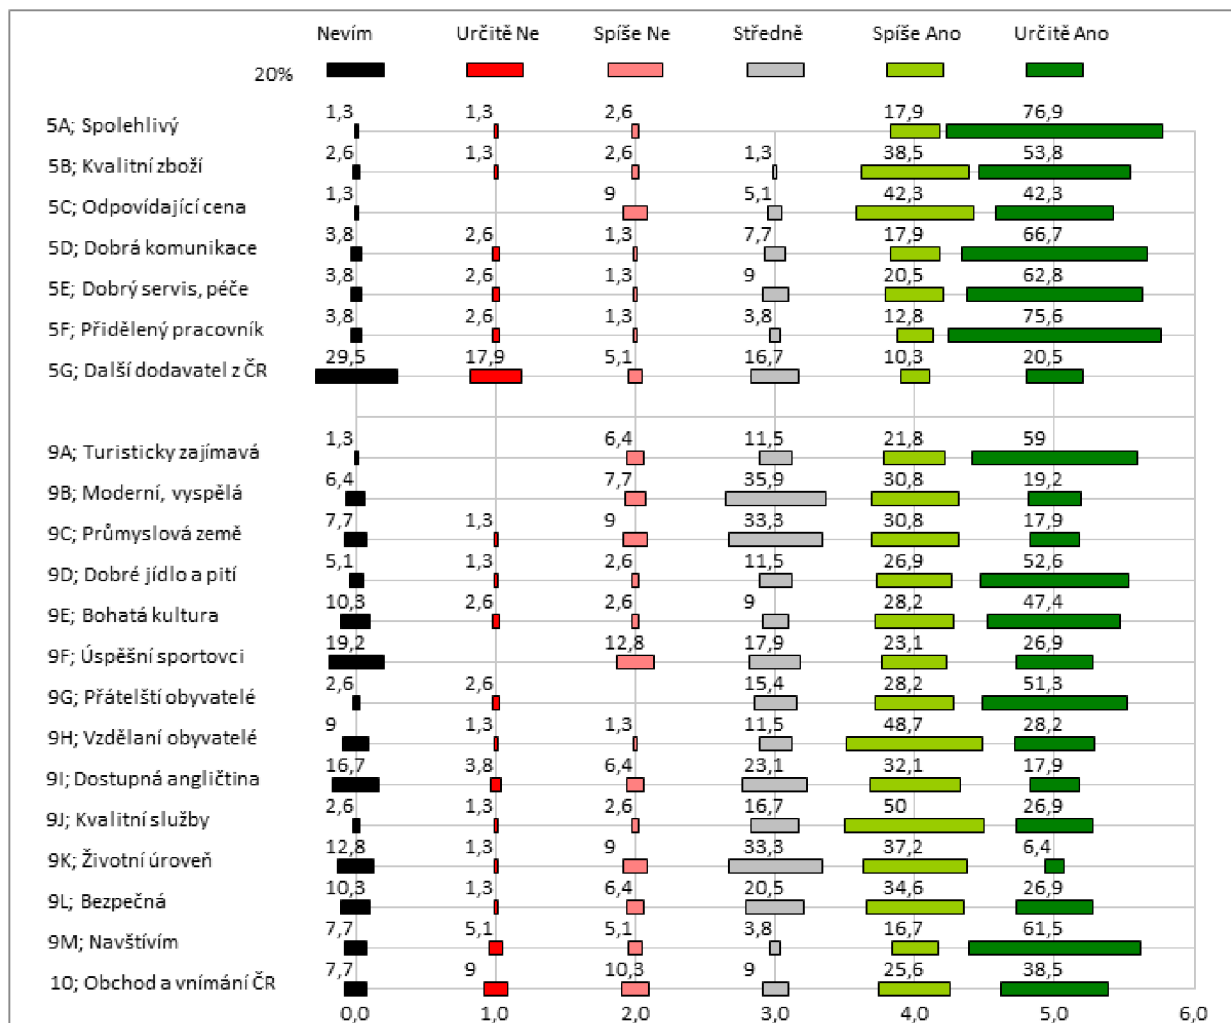 Nevím Určitě Ne Spíše Ne Středně Spíše Ano Určitě Ano
20%
5A; Spolehlivý 1,3 1,3 2,6 17,9 76,9
5B; Kvalitní zboží 2,6 1,3 2,6 1,3 38,5 53,8
5C; Odpovídající cena 1,3 9 5,1 42,3 42,3
5D; Dobrá komunikace 3,8 2,6 1,3 7,7 17,9 66,7
5E; Dobrý servis, péče 3,8 2,6 1,3 9 20,5 62,8
5F; Přidělený pracovník 3,8 2,6 1,3 3,8 12,8 75,6
5G; Další dodavatel z ČR 29,5 17,9 5,1 16,7 10,3 20,5
9A; Turisticky zajímavá 1,3 6,4 11,5 21,8 59
9B; Moderní, vyspělá 6,4 7,7 35,9 30,8 19,2
9C; Průmyslová země 7,7 1,3 9 33,3 30,8 17,9
9D; Dobré jídlo a pití 5,1 1,3 2,6 11,5 26,9 52,6
9E; Bohatá kultura 10,3 2,6 2,6 9 28,2 47,4
9F; Úspěšní sportovci 19,2 12,8 17,9 23,1 26,9
9G; Přátelští obyvatelé 2,6 2,6 15,4 28,2 51,3
9H; Vzdělaní obyvatelé 9 1,3 1,3 11,5 48,7 28,2
9I; Dostupná angličtina 16,7 3,8 6,4 23,1 32,1 17,9
9J; Kvalitní služby 2,6 1,3 2,6 16,7 50 26,9
9K; Životní úroveň 12,8 1,3 9 33,3 37,2 6,4
9L; Bezpečná 10,3 1,3 6,4 20,5 34,6 26,9
9M; Navštívím 7,7 5,1 5,1 3,8 16,7 61,5
10; Obchod a vnímání ČR 7,7 9 10,3 9 25,6 38,5
0,0 1,0 2,0 3,0 4,0 5,0 6,0